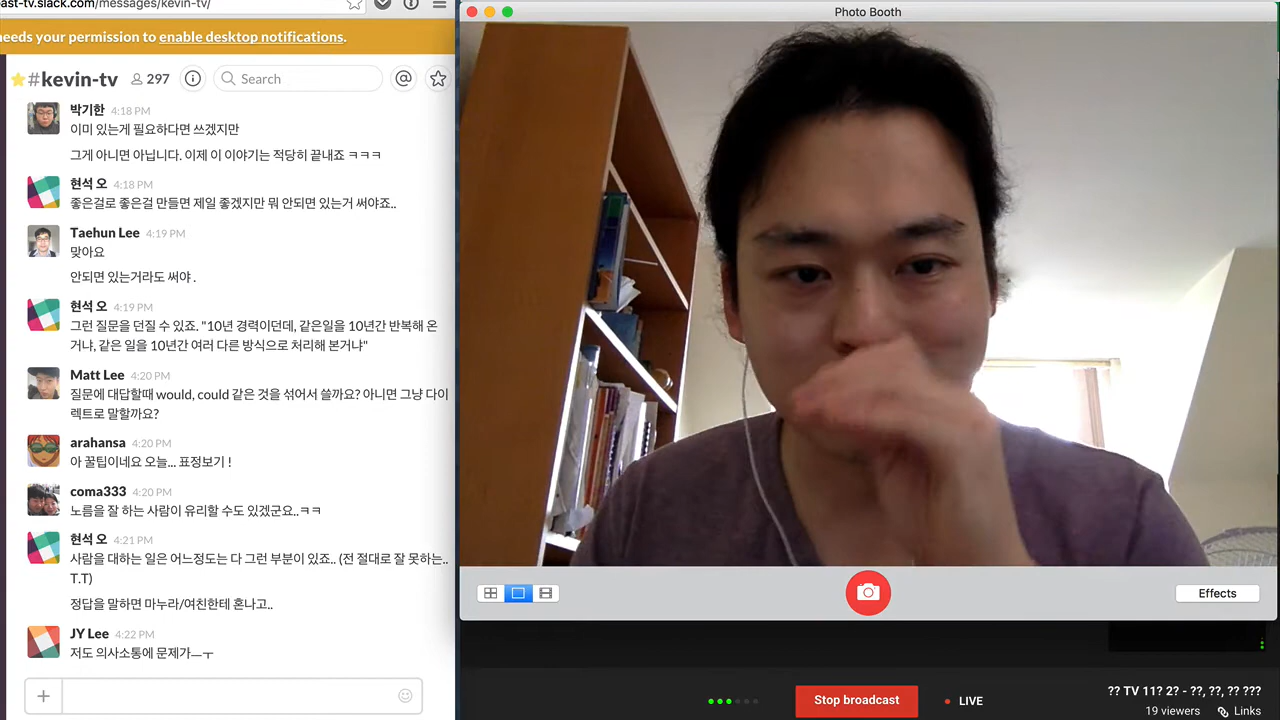 ast-tv.slack.com/messages/kevin-tv/
eeds your permission to enable desktop notifications.
#kevin-tv 297 Search
박기한 4:18 PM
이미 있는게 필요하다면 쓰겠지만
그게 아니면 아닙니다. 이제 이 이야기는 적당히 끝내죠 ㅋㅋㅋ
현석 오 4:18 PM
좋은걸로 좋은걸 만들면 제일 좋겠지만 뭐 안되면 있는거 써야죠..
Taehun Lee 4:19 PM
맞아요
안되면 있는거라도 써야 .
현석 오 4:19 PM
그런 질문을 던질 수 있죠. "10년 경력이던데, 같은일을 10년간 반복해 온
거냐, 같은 일을 10년간 여러 다른 방식으로 처리해 본거냐"
Matt Lee 4:20 PM
질문에 대답할때 would, could 같은 것을 섞어서 쓸까요? 아니면 그냥 다이
렉트로 말할까요?
arahansa 4:20 PM
아 꿀팁이네요 오늘... 표정보기 !
coma333 4:20 PM
노름을 잘 하는 사람이 유리할 수도 있겠군요..ㅋㅋ
현석 오 4:21 PM
사람을 대하는 일은 어느정도는 다 그런 부분이 있죠.. (전 절대로 잘 못하는..
T.T)
정답을 말하면 마누라/여친한테 혼나고..
JY Lee 4:22 PM
저도 의사소통에 문제가ㅡㅜ
Photo Booth
Effects
Stop broadcast
LIVE
?? TV 11? 2? - ??, ??, ?? ???
19 viewers Links